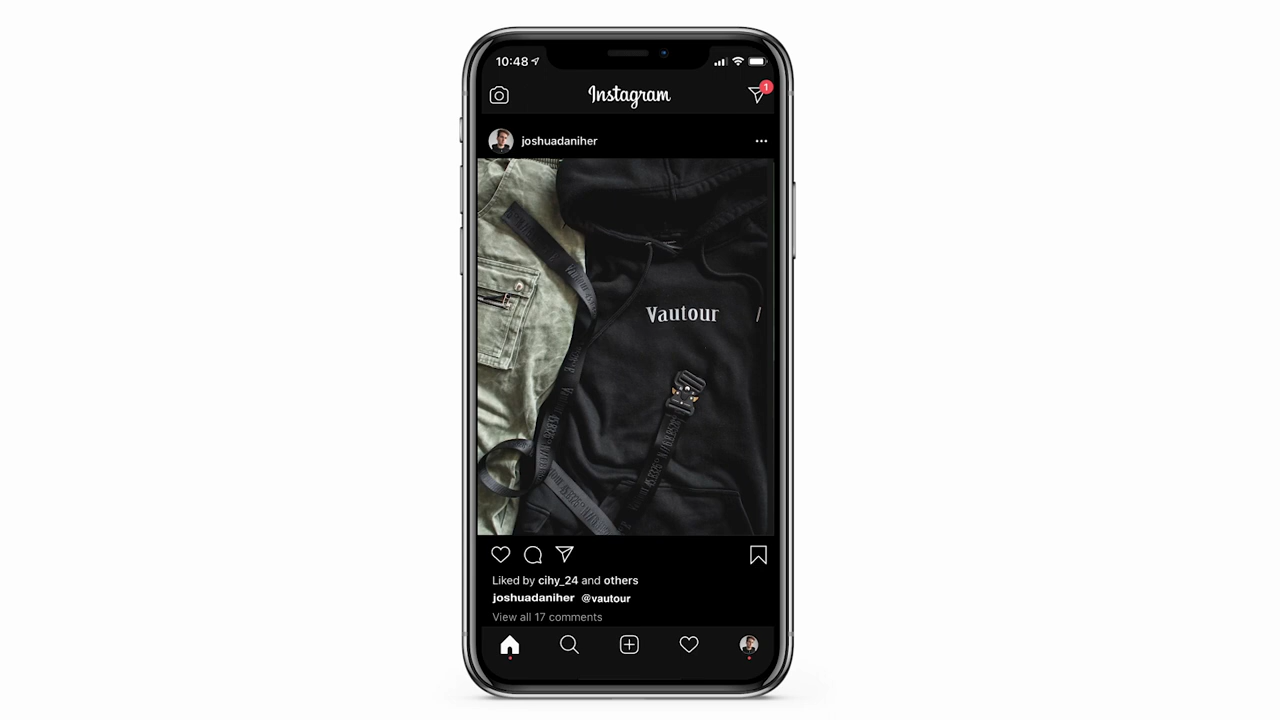 10:48
Instagram
1
joshuadaniher
Vautour
Liked by cihy_24 and others
joshuadaniher @vautour
View all 17 comments